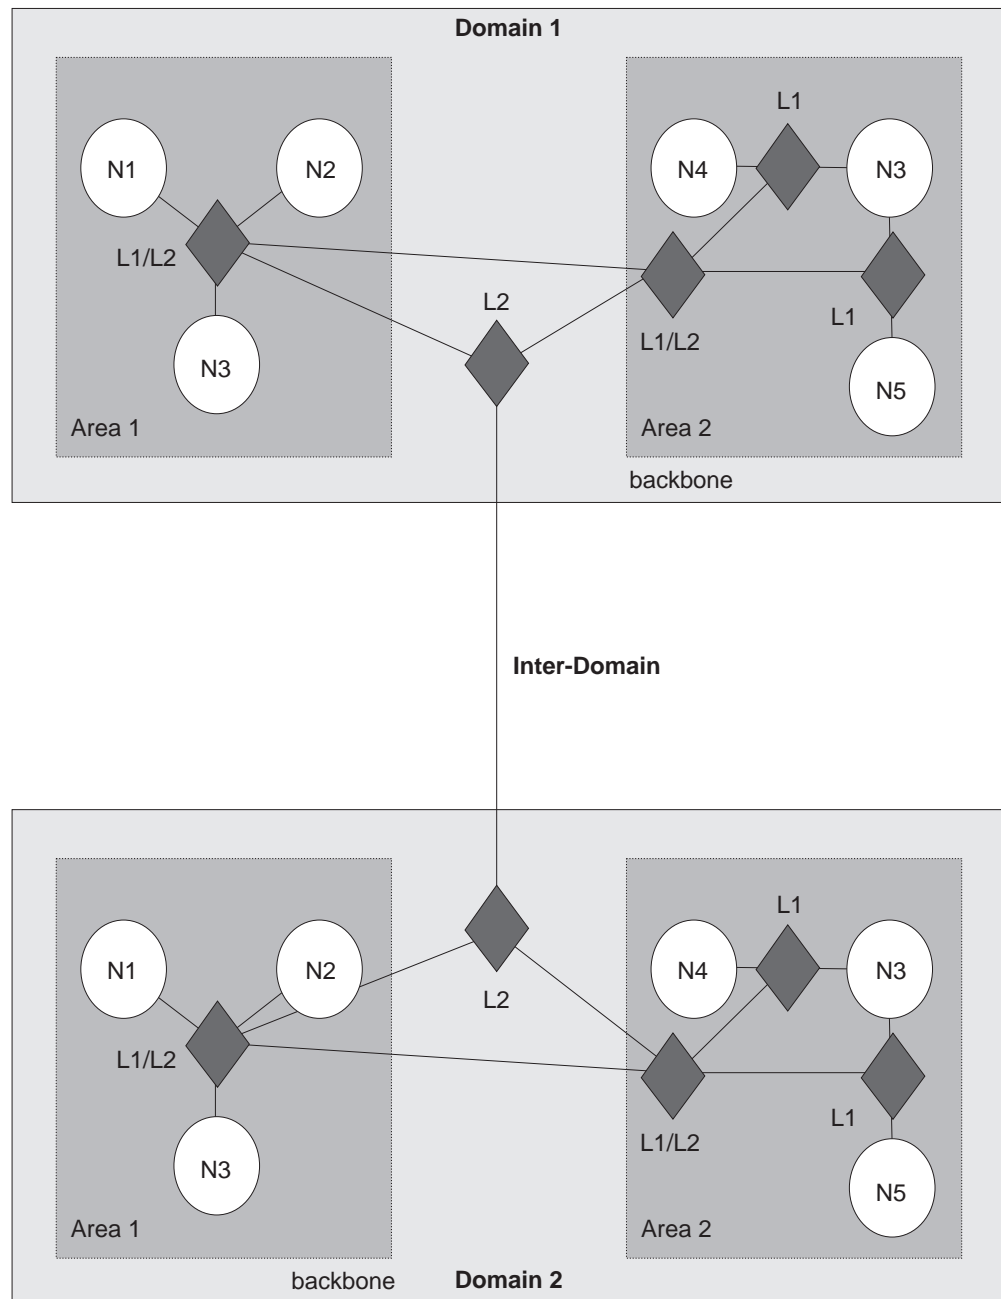 Domain 1
L1
N1
N2
N4
N3
L1/L2
L2
L1
N3
L1/L2
N5
Area 1
Area 2
backbone
Inter-Domain
L1
N1
N2
N4
N3
L2
L1/L2
L1
L1/L2
N3
N5
Area 1
Area 2
backbone
Domain 2